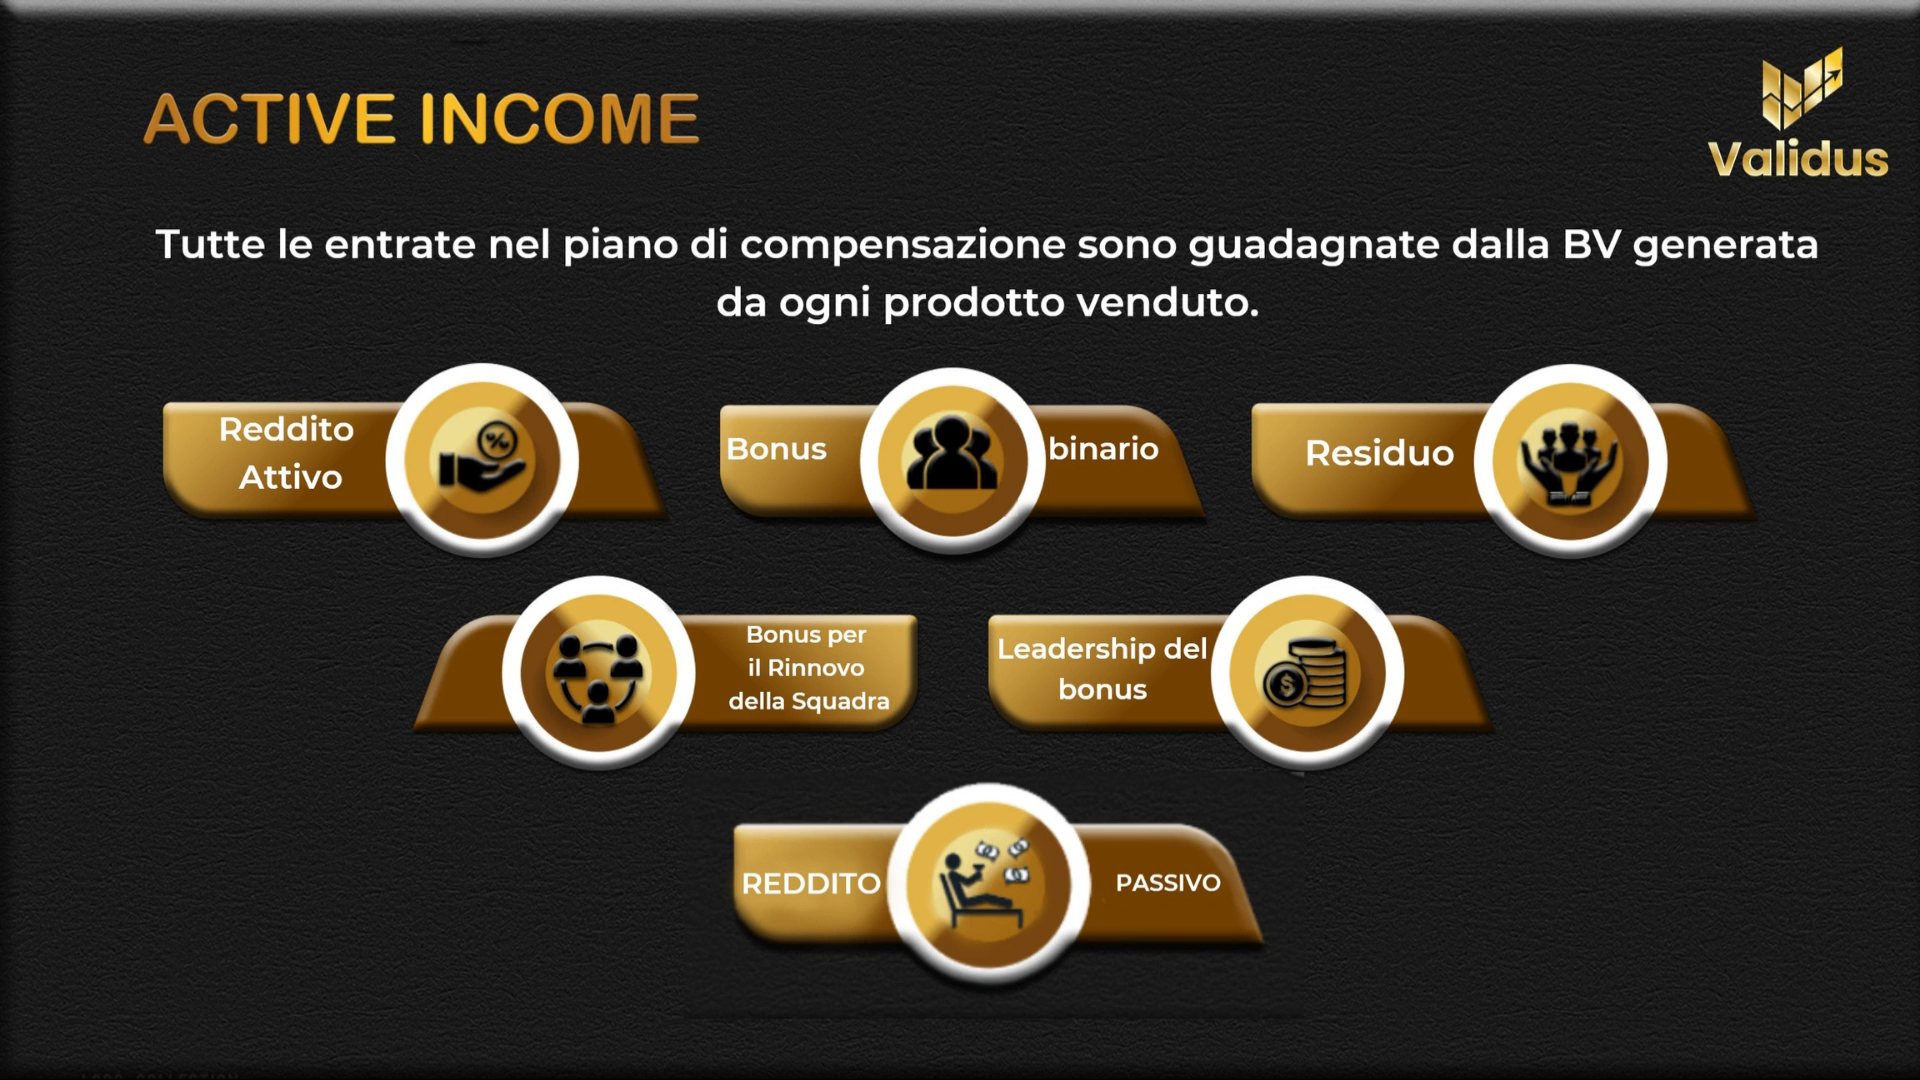 ACTIVE INCOME
Validus
Tutte le entrate nel piano di compensazione sono guadagnate dalla BV generata
da ogni prodotto venduto.
Reddito
Attivo
Bonus binario
Residuo
Bonus per
il Rinnovo
della Squadra
Leadership del
bonus
REDDITO PASSIVO